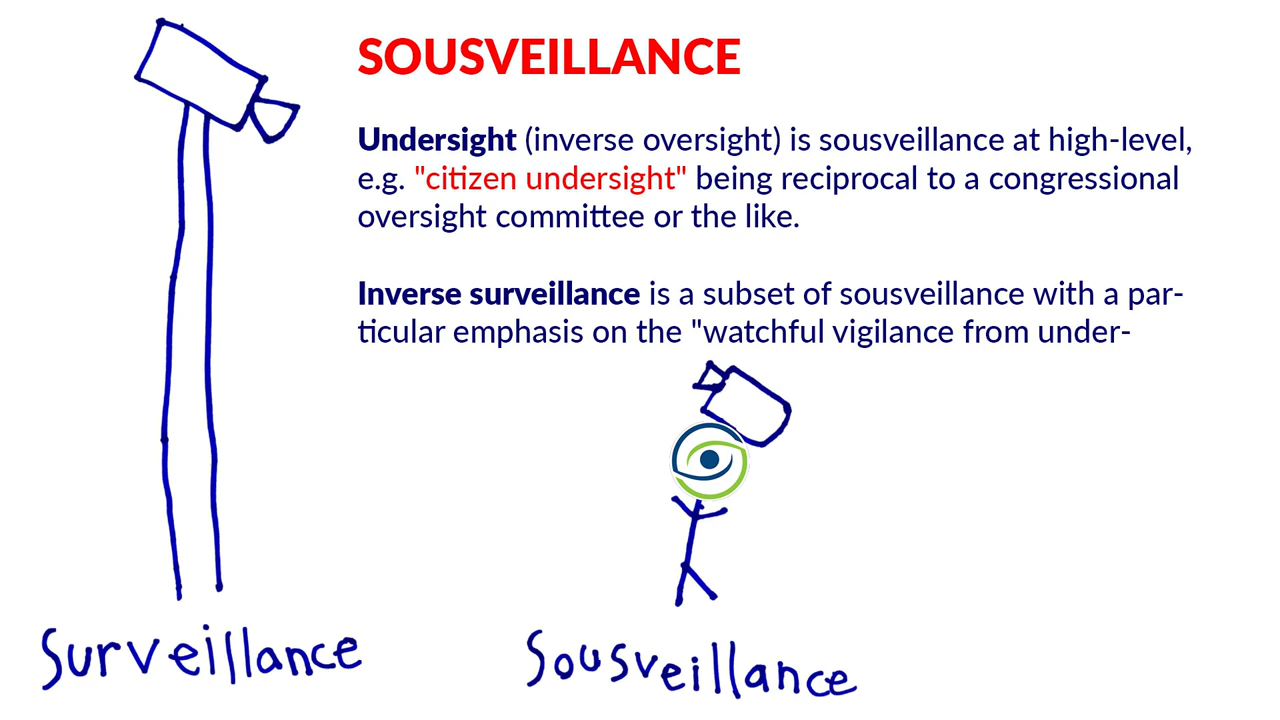 SOUSVEILLANCE
Undersight (inverse oversight) is sousveillance at high-level,
e.g. "citizen undersight" being reciprocal to a congressional
oversight committee or the like.
Inverse surveillance is a subset of sousveillance with a par-
ticular emphasis on the "watchful vigilance from under-
Surveillance
Sousveillance